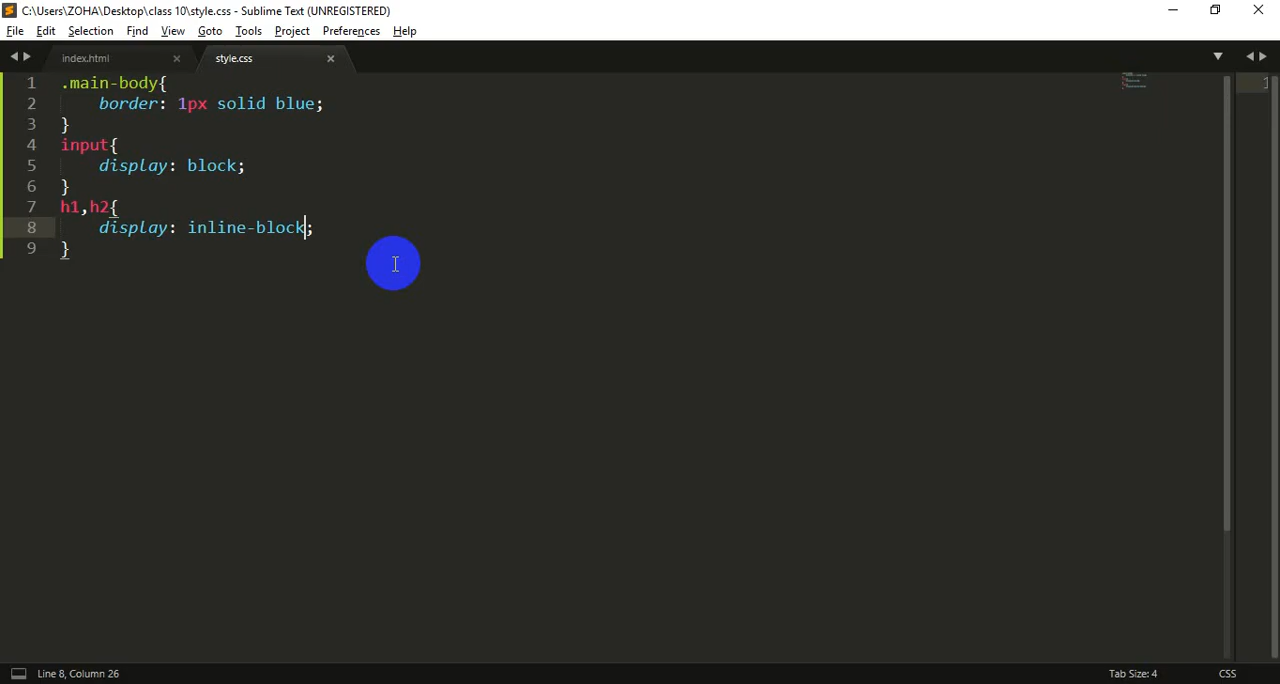 C:\Users\ZOHA\Desktop\class 10\style.css - Sublime Text (UNREGISTERED)
File Edit Selection Find View Goto Tools Project Preferences Help
index.html × style.css ×
1 .main-body{
2 border: 1px solid blue;
3 }
4 input{
5 display: block;
6 }
7 h1,h2{
8 display: inline-block;
9 }
1
Line 8, Column 26 Tab Size: 4 CSS